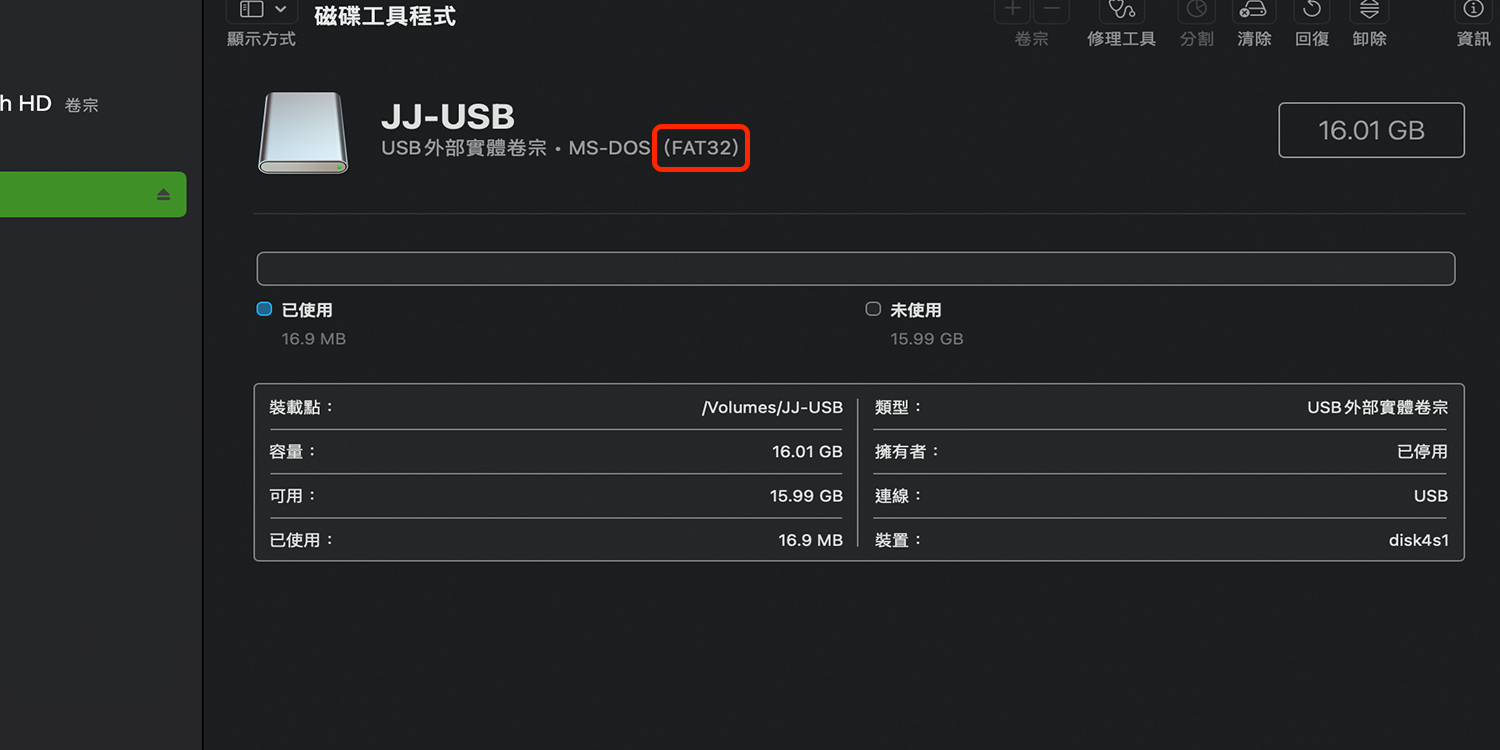 磁碟工具程式
顯示方式
卷宗
修理工具
分割
清除
回復
卸除
資訊
h HD 卷宗
JJ-USB
USB外部實體卷宗 • MS-DOS (FAT32)
16.01 GB
已使用
16.9 MB
未使用
15.99 GB
裝載點： /Volumes/JJ-USB
類型： USB外部實體卷宗
容量： 16.01 GB
擁有者： 已停用
可用： 15.99 GB
連線： USB
已使用： 16.9 MB
裝置： disk4s1